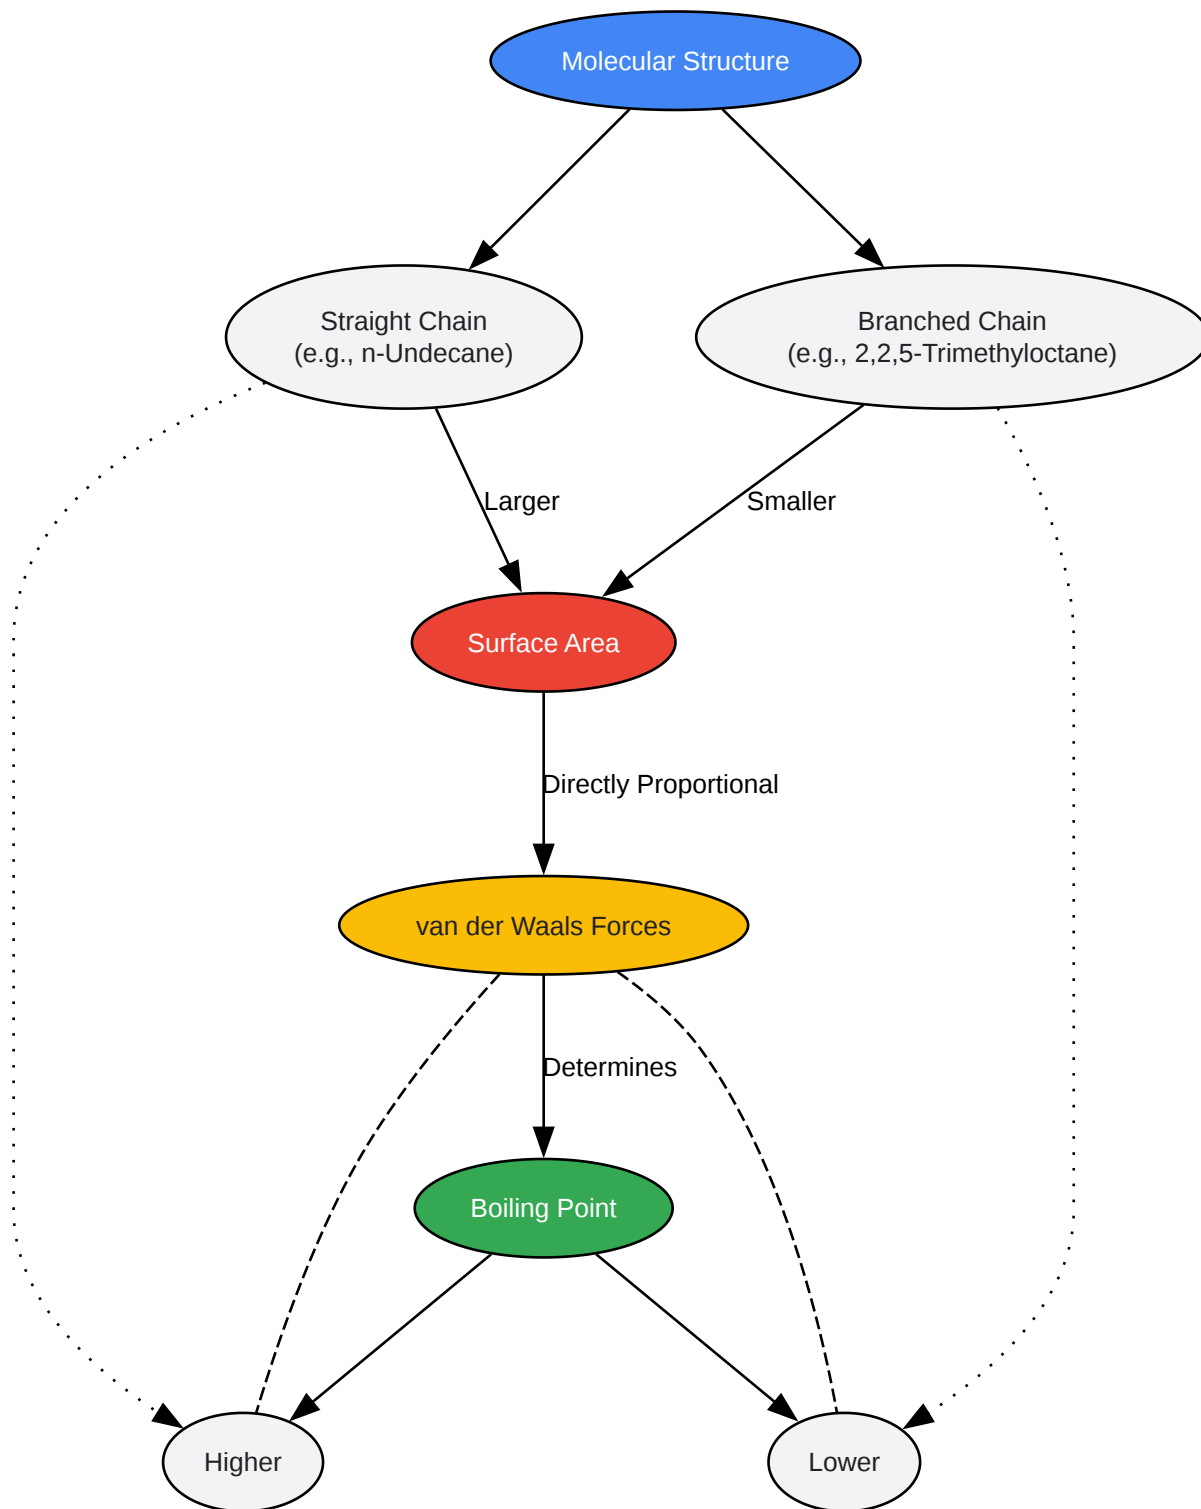 Molecular Structure
Straight Chain
(e.g., n-Undecane)
Branched Chain
(e.g., 2,2,5-Trimethyloctane)
Larger
Smaller
Surface Area
Directly Proportional
van der Waals Forces
Determines
Boiling Point
Higher
Lower